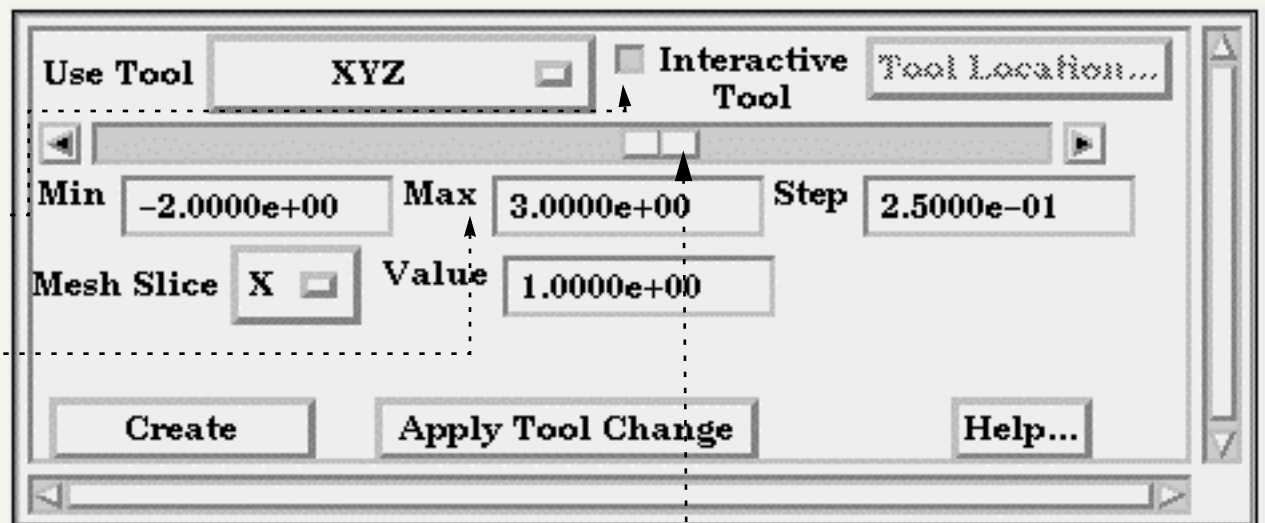 Use Tool XYZ Interactive Tool Tool Location...
Min -2.0000e+00 Max 3.0000e+00 Step 2.5000e-01
Mesh Slice X Value 1.0000e+00
Create Apply Tool Change Help...